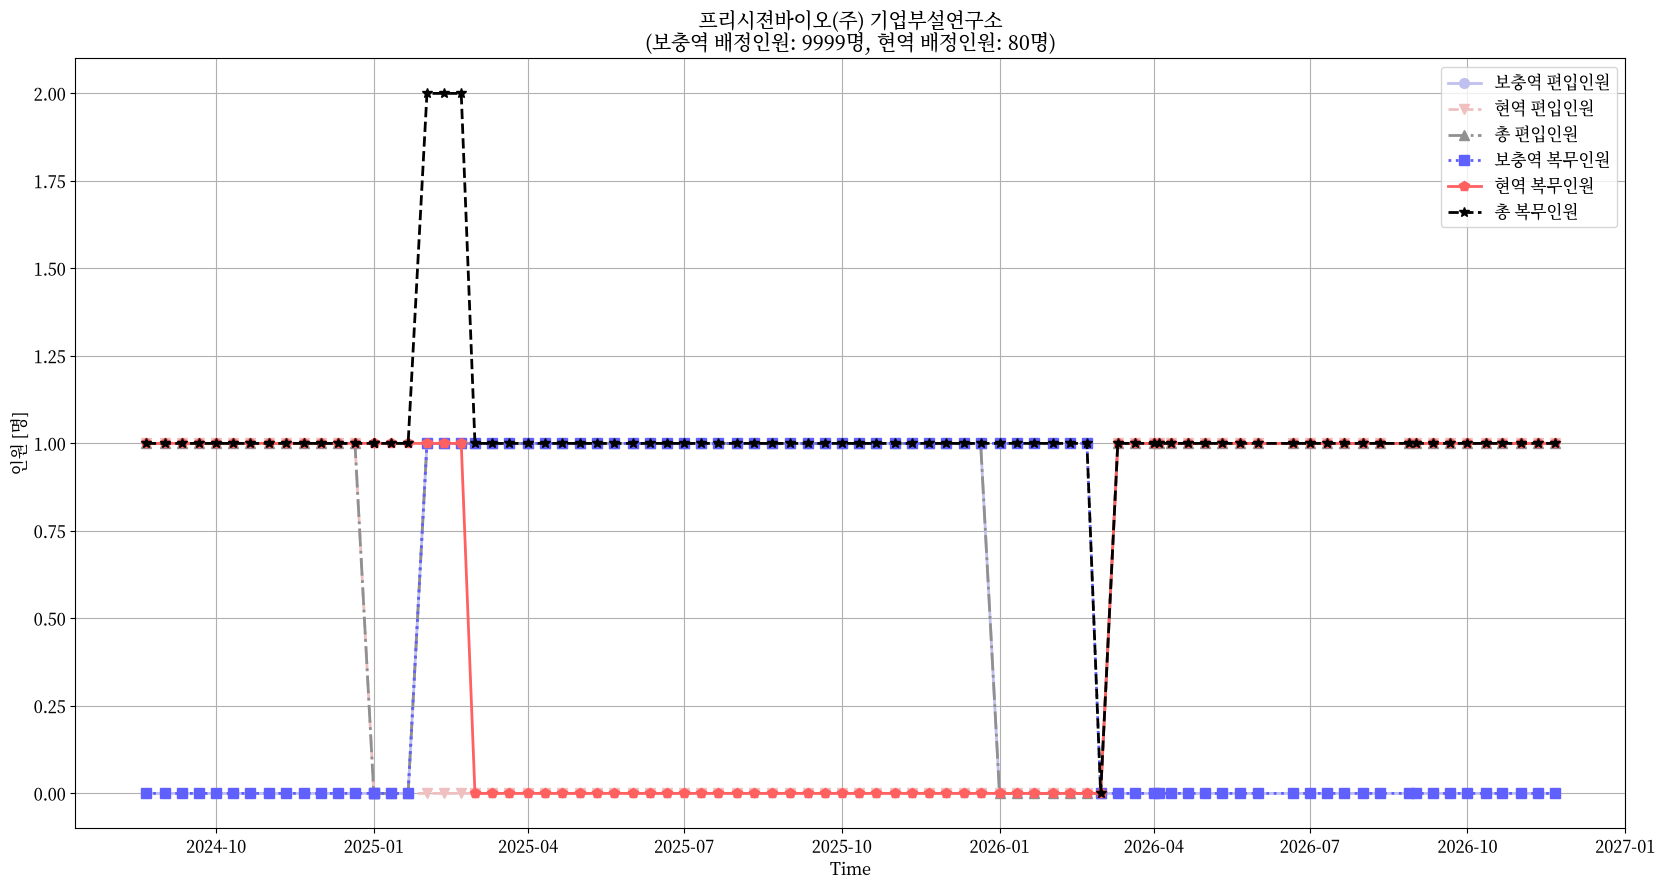 프리시젼바이오(주) 기업부설연구소
(보충역 배정인원: 9999명, 현역 배정인원: 80명)
보충역 편입인원
현역 편입인원
총 편입인원
보충역 복무인원
현역 복무인원
총 복무인원
인원 [명]
2.00
1.75
1.50
1.25
1.00
0.75
0.50
0.25
0.00
2024-10
2025-01
2025-04
2025-07
2025-10
2026-01
2026-04
2026-07
2026-10
2027-01
Time